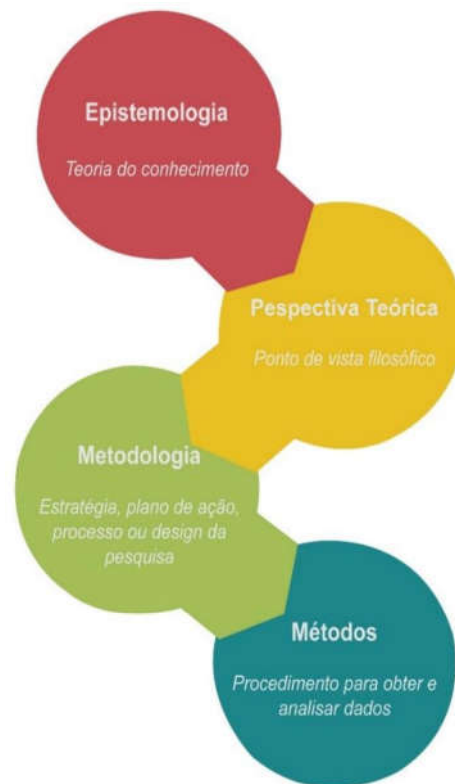 Epistemologia
Teoria do conhecimento
Pespectiva Teórica
Ponto de vista filosófico
Metodologia
Estratégia, plano de ação,
processo ou design da
pesquisa
Métodos
Procedimento para obter e
analisar dados